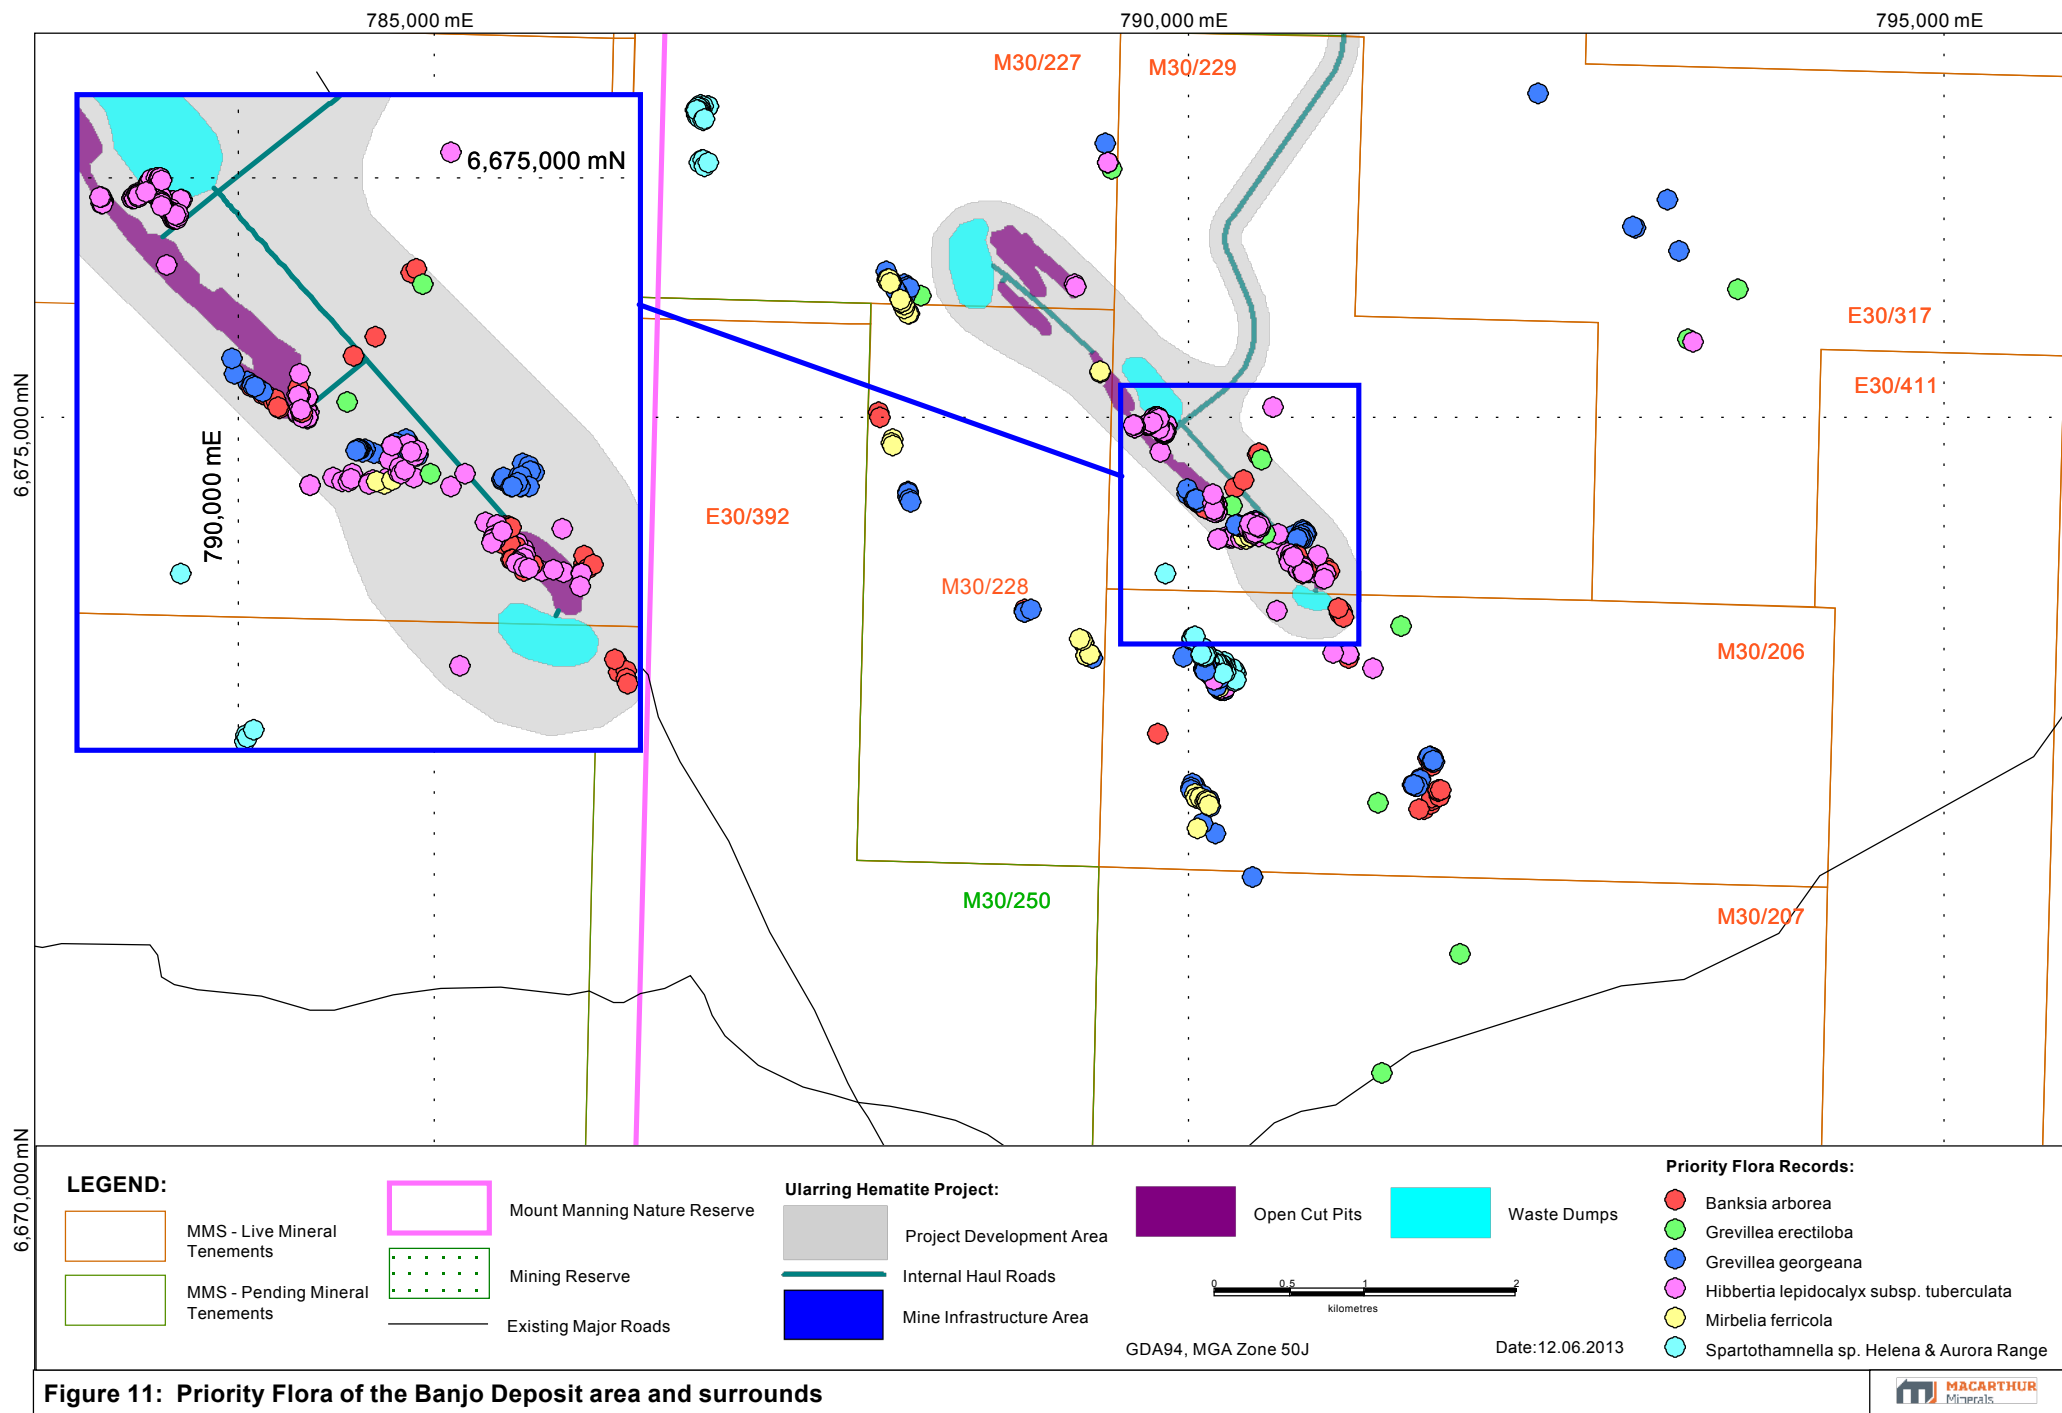 785,000 mE
790,000 mE
795,000 mE
M30/227
M30/229
6,675,000 mN
E30/317
E30/411
6,675,000 mN
790,000 mE
E30/392
M30/228
M30/206
M30/250
M30/207
6,670,000 mN
LEGEND:
MMS - Live Mineral
Tenements
MMS - Pending Mineral
Tenements
Mount Manning Nature Reserve
Mining Reserve
Existing Major Roads
Ularring Hematite Project:
Project Development Area
Internal Haul Roads
Mine Infrastructure Area
Open Cut Pits
Waste Dumps
0 0.5 1 2
kilometres
GDA94, MGA Zone 50J
Date:12.06.2013
Priority Flora Records:
Banksia arborea
Grevillea erectiloba
Grevillea georgeana
Hibbertia lepidocalyx subsp. tuberculata
Mirbelia ferricola
Spartothamnella sp. Helena & Aurora Range
Figure 11: Priority Flora of the Banjo Deposit area and surrounds
MACARTHUR
Minerals